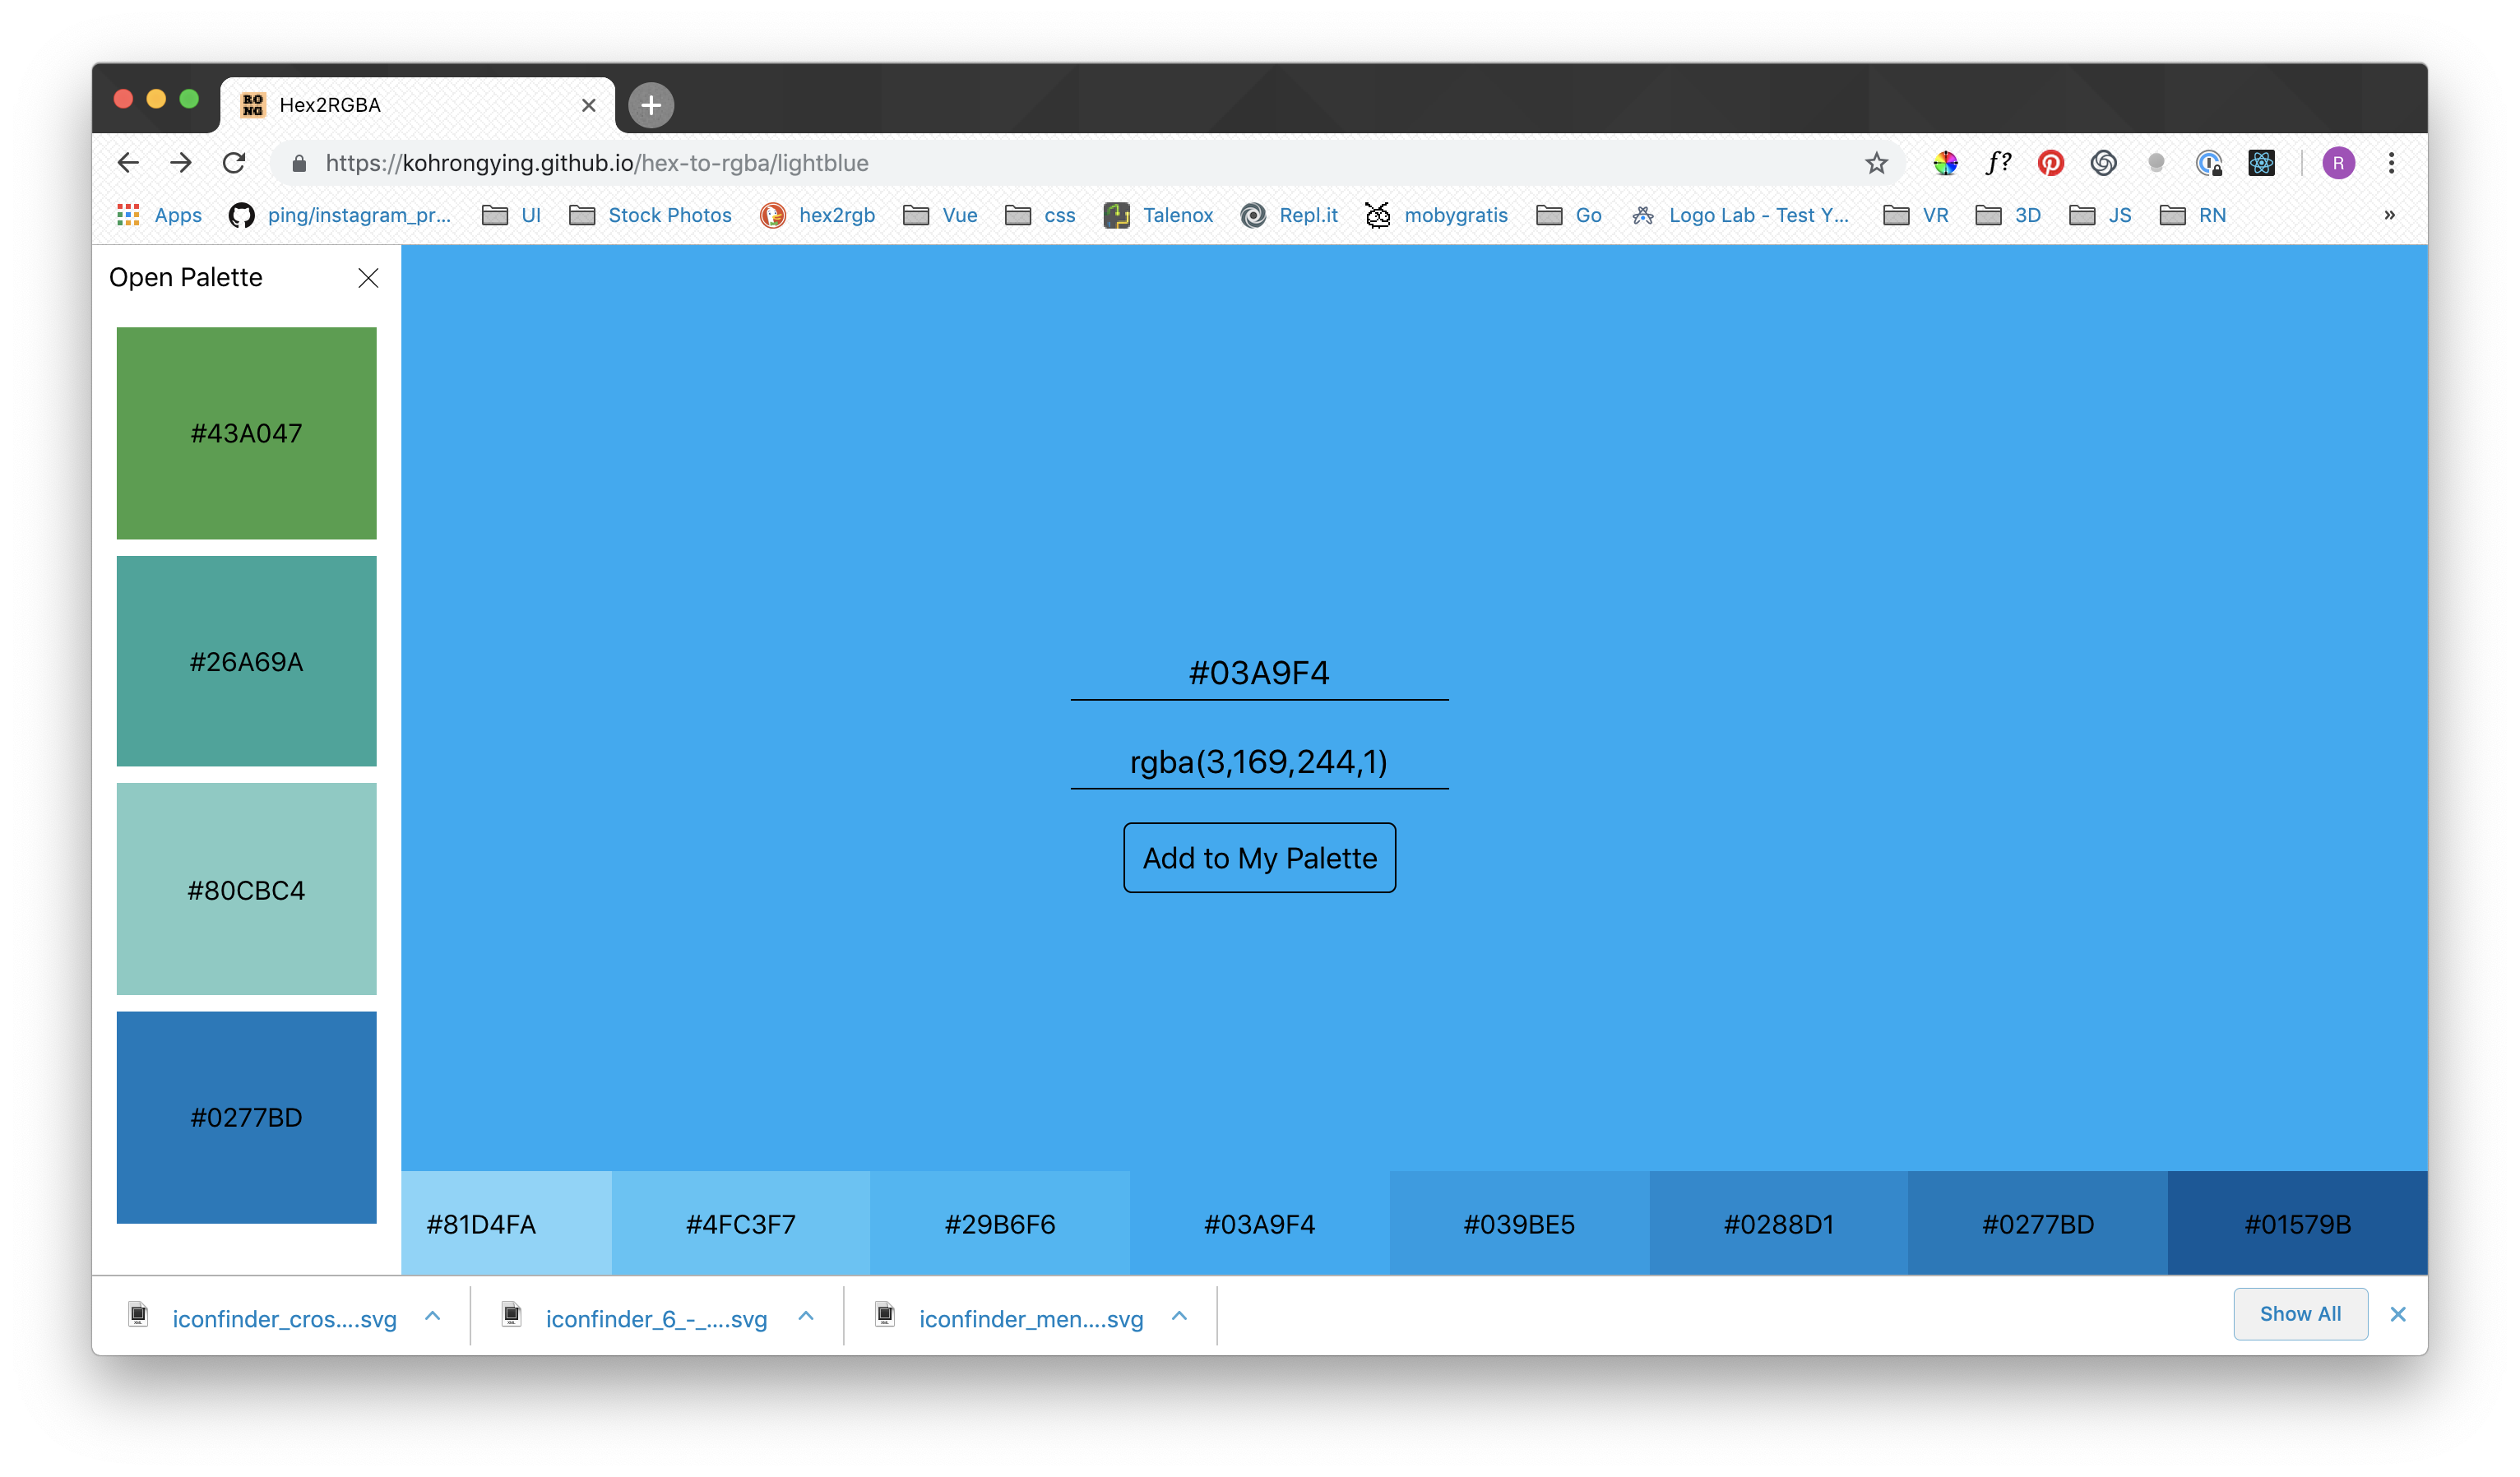 RO
NG
Hex2RGBA
https://kohrongying.github.io/hex-to-rgba/lightblue
f?
R
Apps
ping/instagram_pr...
UI
Stock Photos
hex2rgb
Vue
css
Talenox
Repl.it
mobygratis
Go
Logo Lab - Test Y...
VR
3D
JS
RN
»
Open Palette
#43A047
#26A69A
#80CBC4
#0277BD
#03A9F4
rgba(3,169,244,1)
Add to My Palette
#81D4FA
#4FC3F7
#29B6F6
#03A9F4
#039BE5
#0288D1
#0277BD
#01579B
iconfinder_cros....svg
iconfinder_6_-_....svg
iconfinder_men....svg
Show All